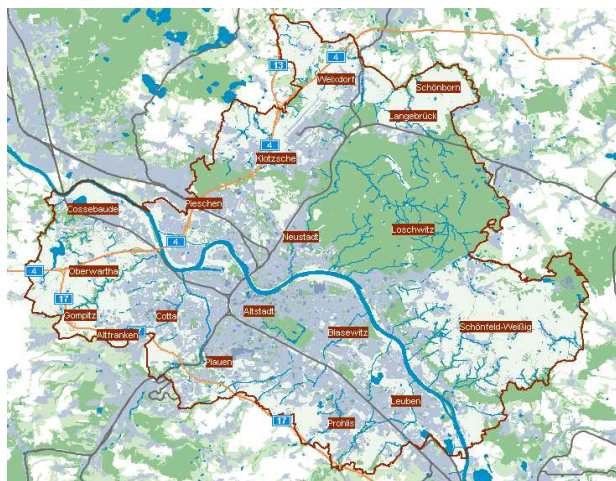 4
13
Weixdorf
Schönborn
Langebrück
4
Klotzsche
Pieschen
Cossebaude
Loschwitz
Neustadt
4
4
Oberwartha
17
Gompitz
Cotta
Altstadt
Altfranken
Blasewitz
Schönfeld-Weißig
Plauen
Leuben
17
Prohlis